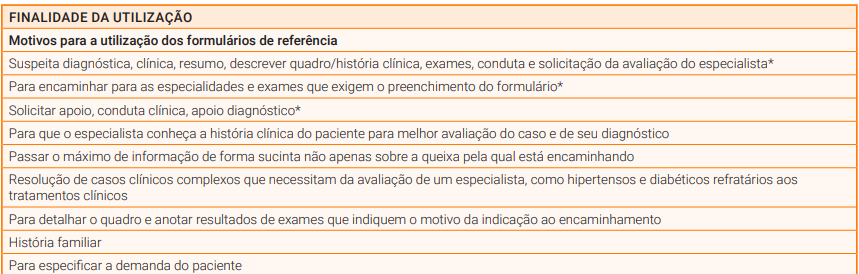 FINALIDADE DA UTILIZAÇÃO
Motivos para a utilização dos formulários de referência
Suspeita diagnóstica, clínica, resumo, descrever quadro/história clínica, exames, conduta e solicitação da avaliação do especialista*
Para encaminhar para as especialidades e exames que exigem o preenchimento do formulário*
Solicitar apoio, conduta clínica, apoio diagnóstico*
Para que o especialista conheça a história clínica do paciente para melhor avaliação do caso e de seu diagnóstico
Passar o máximo de informação de forma sucinta não apenas sobre a queixa pela qual está encaminhando
Resolução de casos clínicos complexos que necessitam da avaliação de um especialista, como hipertensos e diabéticos refratários aos
tratamentos clínicos
Para detalhar o quadro e anotar resultados de exames que indiquem o motivo da indicação ao encaminhamento
História familiar
Para especificar a demanda do paciente